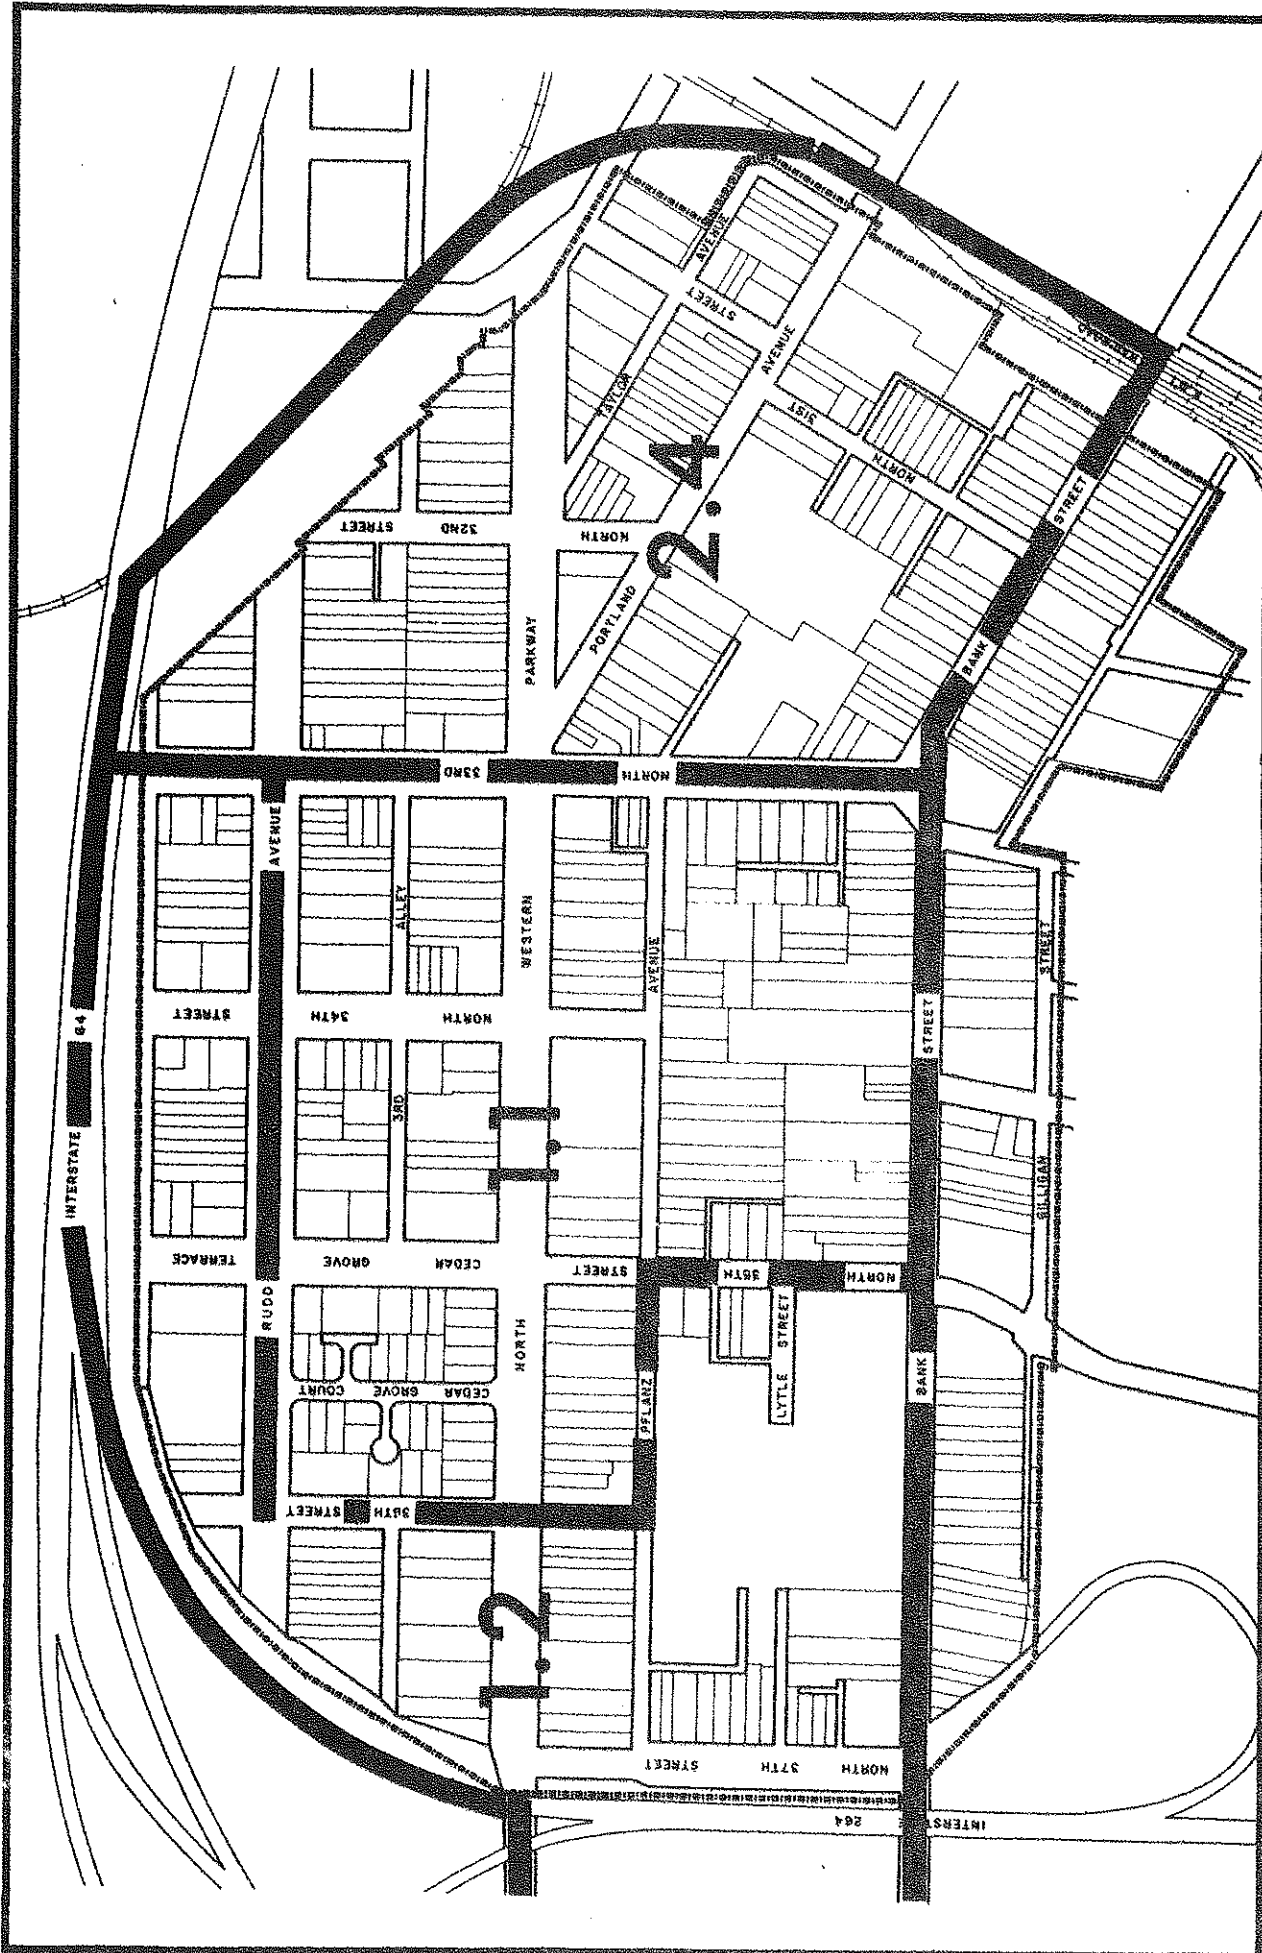 INTERSTATE 64
RUDD AVENUE
3RD ALLEY
NORTH WESTERN PARKWAY
PFLANZ AVENUE
LYTLE STREET
BANK STREET
BANK STREET
GILLIGAN STREET
PORTLAND AVENUE
AVENUE
NORTH 31ST STREET
NORTH 32ND STREET
NORTH 33RD
NORTH 34TH STREET
NORTH 35TH STREET
CEDAR GROVE TERRACE
CEDAR GROVE COURT
36TH STREET
NORTH 37TH STREET
264
1.1
1.2
2.4